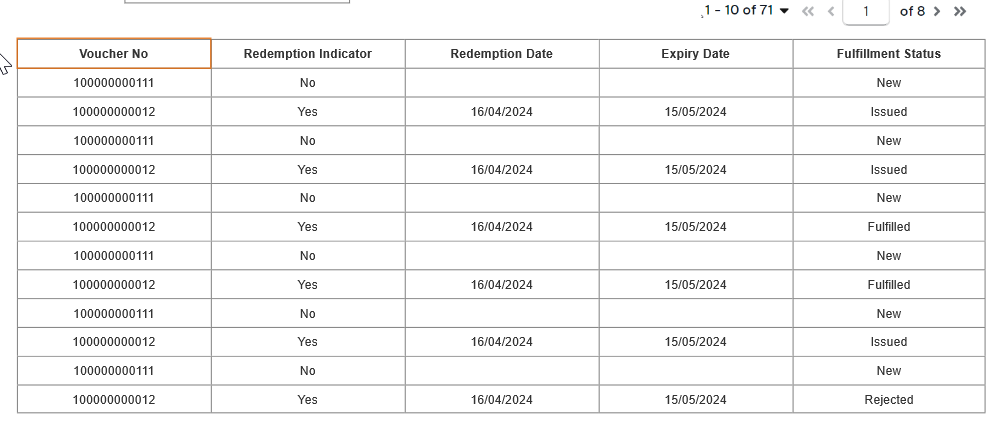 1 - 10 of 71 1 of 8
Voucher No Redemption Indicator Redemption Date Expiry Date Fulfillment Status
100000000111 No New
100000000012 Yes 16/04/2024 15/05/2024 Issued
100000000111 No New
100000000012 Yes 16/04/2024 15/05/2024 Issued
100000000111 No New
100000000012 Yes 16/04/2024 15/05/2024 Fulfilled
100000000111 No New
100000000012 Yes 16/04/2024 15/05/2024 Fulfilled
100000000111 No New
100000000012 Yes 16/04/2024 15/05/2024 Issued
100000000111 No New
100000000012 Yes 16/04/2024 15/05/2024 Rejected